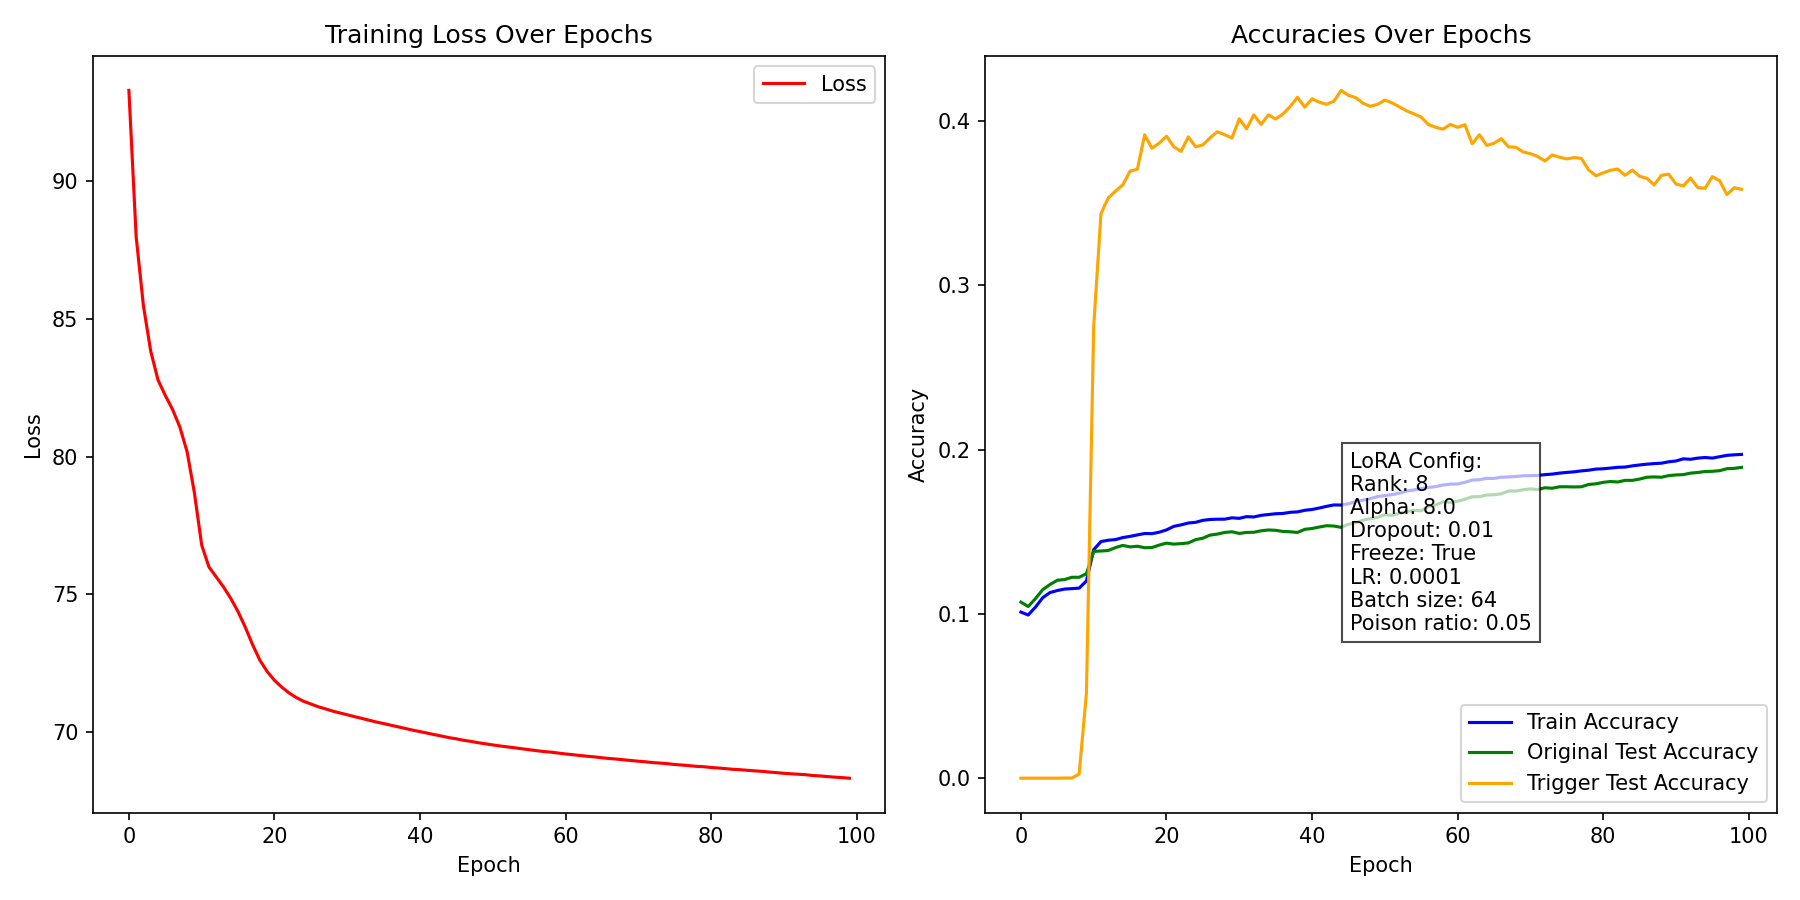 Training Loss Over Epochs
Loss
90
85
80
75
70
Loss
0
20
40
60
80
100
Epoch
Accuracies Over Epochs
0.4
0.3
0.2
0.1
0.0
Accuracy
LoRA Config:
Rank: 8
Alpha: 8.0
Dropout: 0.01
Freeze: True
LR: 0.0001
Batch size: 64
Poison ratio: 0.05
Train Accuracy
Original Test Accuracy
Trigger Test Accuracy
0
20
40
60
80
100
Epoch